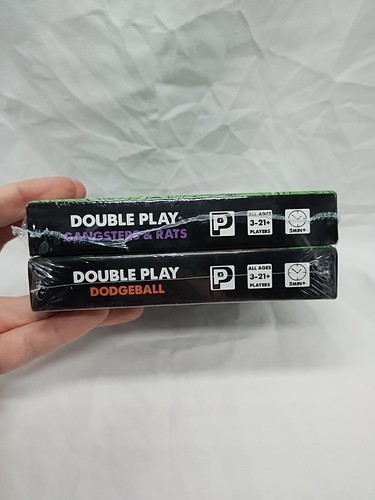 DOUBLE PLAY
GANGSTERS & RATS
P
ALL AGES
3-21+
PLAYERS
5MIN+
DOUBLE PLAY
DODGEBALL
P
ALL AGES
3-21+
PLAYERS
5MIN+